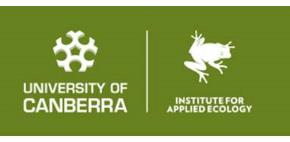 UNIVERSITY OF
CANBERRA
INSTITUTE FOR
APPLIED ECOLOGY